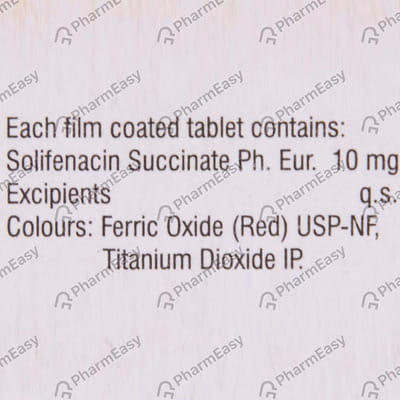 Each film coated tablet contains:
Solifenacin Succinate Ph. Eur. 10 mg
Excipients q.s.
Colours: Ferric Oxide (Red) USP-NF,
Titanium Dioxide IP.
PharmEasy